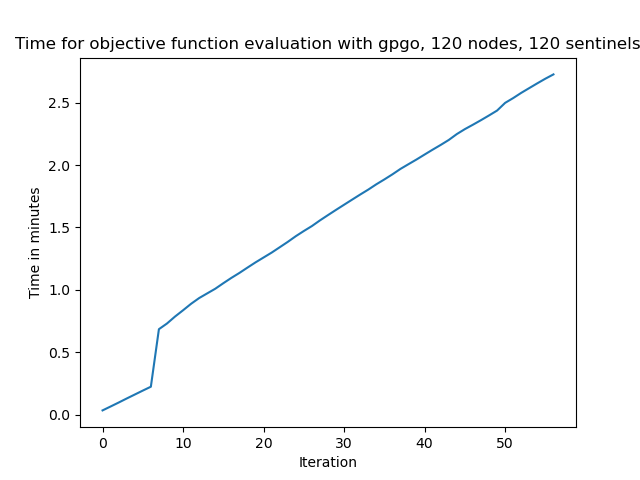 Time for objective function evaluation with gpgo, 120 nodes, 120 sentinels
2.5
2.0
1.5
1.0
0.5
0.0
Time in minutes
0 10 20 30 40 50
Iteration